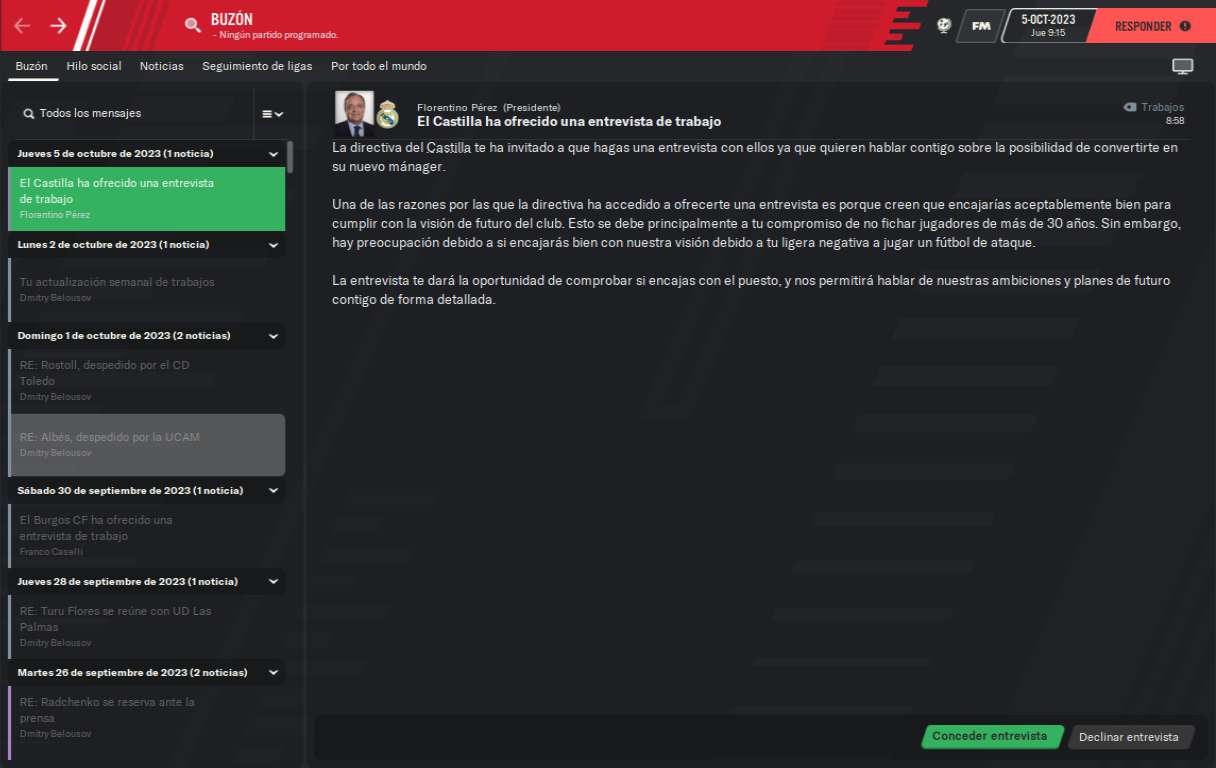 BUZÓN
- Ningún partido programado.
FM
5-OCT-2023
Jue 9:15
RESPONDER
Buzón
Hilo social
Noticias
Seguimiento de ligas
Por todo el mundo
Todos los mensajes
Jueves 5 de octubre de 2023 (1 noticia)
El Castilla ha ofrecido una entrevista
de trabajo
Florentino Pérez
Lunes 2 de octubre de 2023 (1 noticia)
Tu actualización semanal de trabajos
Dmitry Belousov
Domingo 1 de octubre de 2023 (2 noticias)
RE: Rostoll, despedido por el CD
Toledo
Dmitry Belousov
RE: Albés, despedido por la UCAM
Dmitry Belousov
Sábado 30 de septiembre de 2023 (1 noticia)
El Burgos CF ha ofrecido una
entrevista de trabajo
Franco Caselli
Jueves 28 de septiembre de 2023 (1 noticia)
RE: Turu Flores se reúne con UD Las
Palmas
Dmitry Belousov
Martes 26 de septiembre de 2023 (2 noticias)
RE: Radchenko se reserva ante la
prensa
Dmitry Belousov
Florentino Pérez (Presidente)
El Castilla ha ofrecido una entrevista de trabajo
Trabajos
8:58
La directiva del Castilla te ha invitado a que hagas una entrevista con ellos ya que quieren hablar contigo sobre la posibilidad de convertirte en
su nuevo mánager.
Una de las razones por las que la directiva ha accedido a ofrecerte una entrevista es porque creen que encajarías aceptablemente bien para
cumplir con la visión de futuro del club. Esto se debe principalmente a tu compromiso de no fichar jugadores de más de 30 años. Sin embargo,
hay preocupación debido a si encajarás bien con nuestra visión debido a tu ligera negativa a jugar un fútbol de ataque.
La entrevista te dará la oportunidad de comprobar si encajas con el puesto, y nos permitirá hablar de nuestras ambiciones y planes de futuro
contigo de forma detallada.
Conceder entrevista
Declinar entrevista